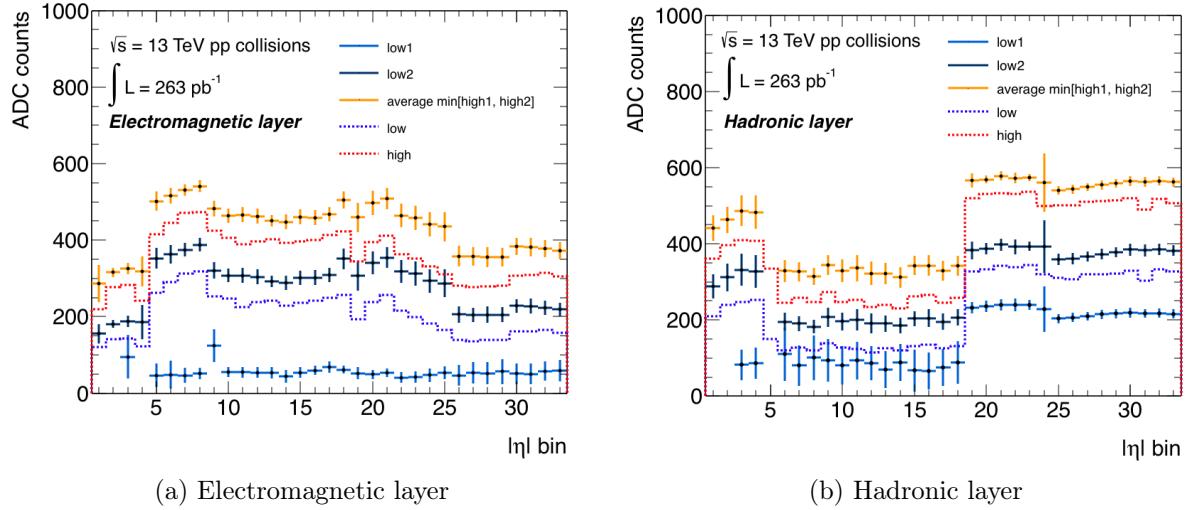 1000
800
600
400
200
0
ADC counts
√s = 13 TeV pp collisions
∫ L = 263 pb⁻¹
Electromagnetic layer
low1
low2
average min[high1, high2]
low
high
5 10 15 20 25 30
|η| bin
(a) Electromagnetic layer
1000
800
600
400
200
0
ADC counts
√s = 13 TeV pp collisions
∫ L = 263 pb⁻¹
Hadronic layer
low1
low2
average min[high1, high2]
low
high
5 10 15 20 25 30
|η| bin
(b) Hadronic layer